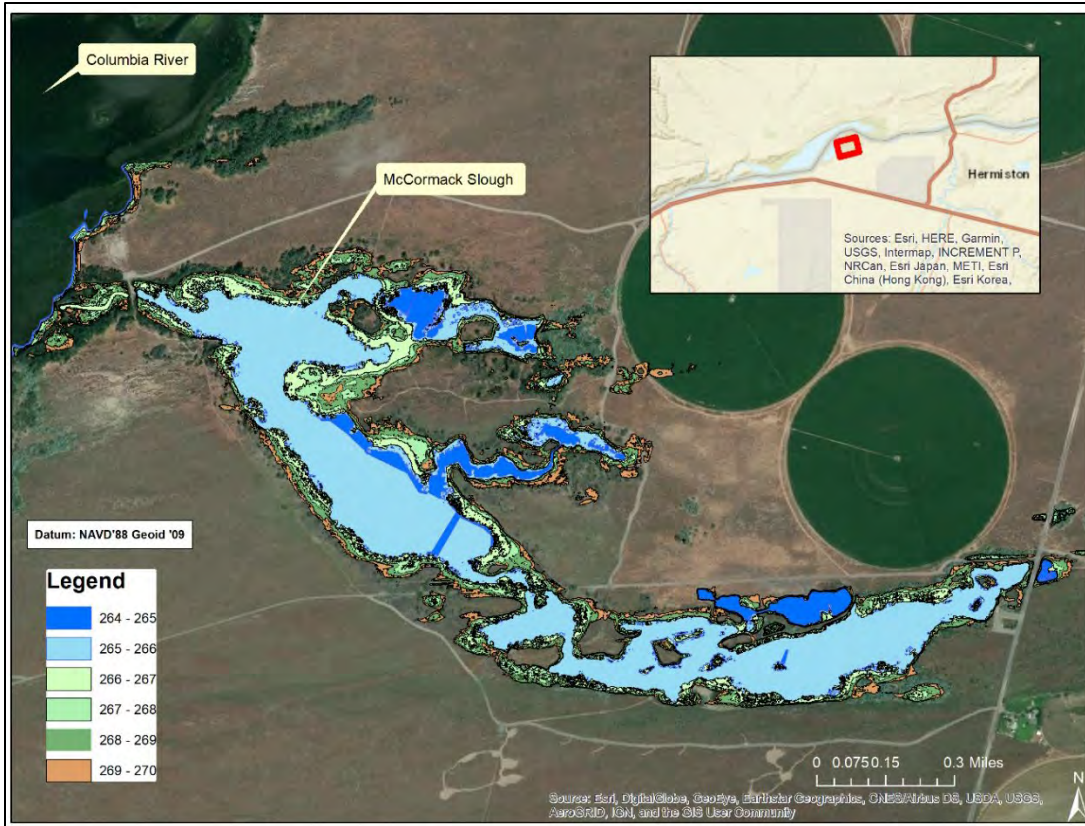 Columbia River
McCormack Slough
Hermiston
Sources: Esri, HERE, Garmin,
USGS, Intermap, INCREMENT P,
NRCan, Esri Japan, METI, Esri
China (Hong Kong), Esri Korea,
Datum: NAVD'88 Geoid '09
Legend
264 - 265
265 - 266
266 - 267
267 - 268
268 - 269
269 - 270
0 0.075 0.15 0.3 Miles
N
Source: Esri, DigitalGlobe, GeoEye, Earthstar Geographics, CNES/Airbus DS, USDA, USGS,
AeroGRID, IGN, and the GIS User Community